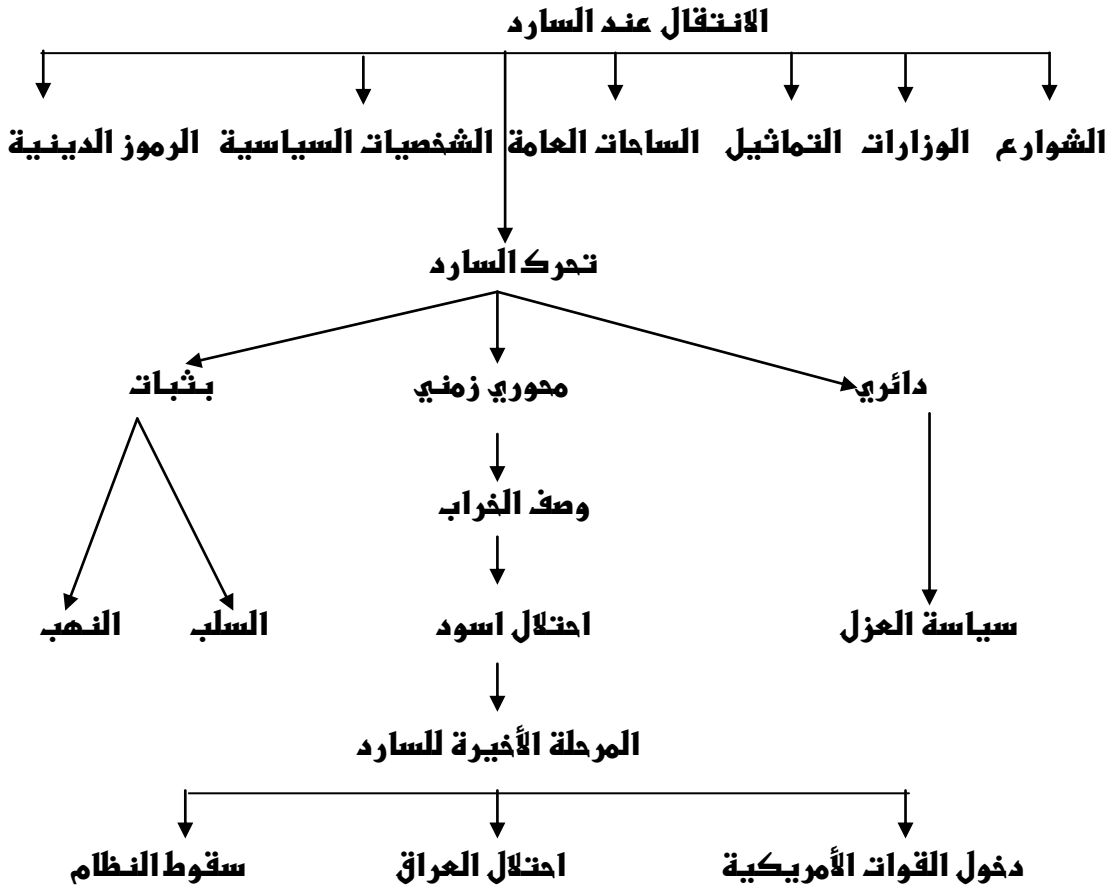 الانتقال عند السارد
الشوارع الوزارات التماثيل الساحات العامة الشخصيات السياسية الرموز الدينية
تحرك السارد
دائري محوري زمني بثبات
وصف الخراب
سياسة العزل احتلال اسود السلب النهب
المرحلة الأخيرة للسارد
دخول القوات الأمريكية احتلال العراق سقوط النظام